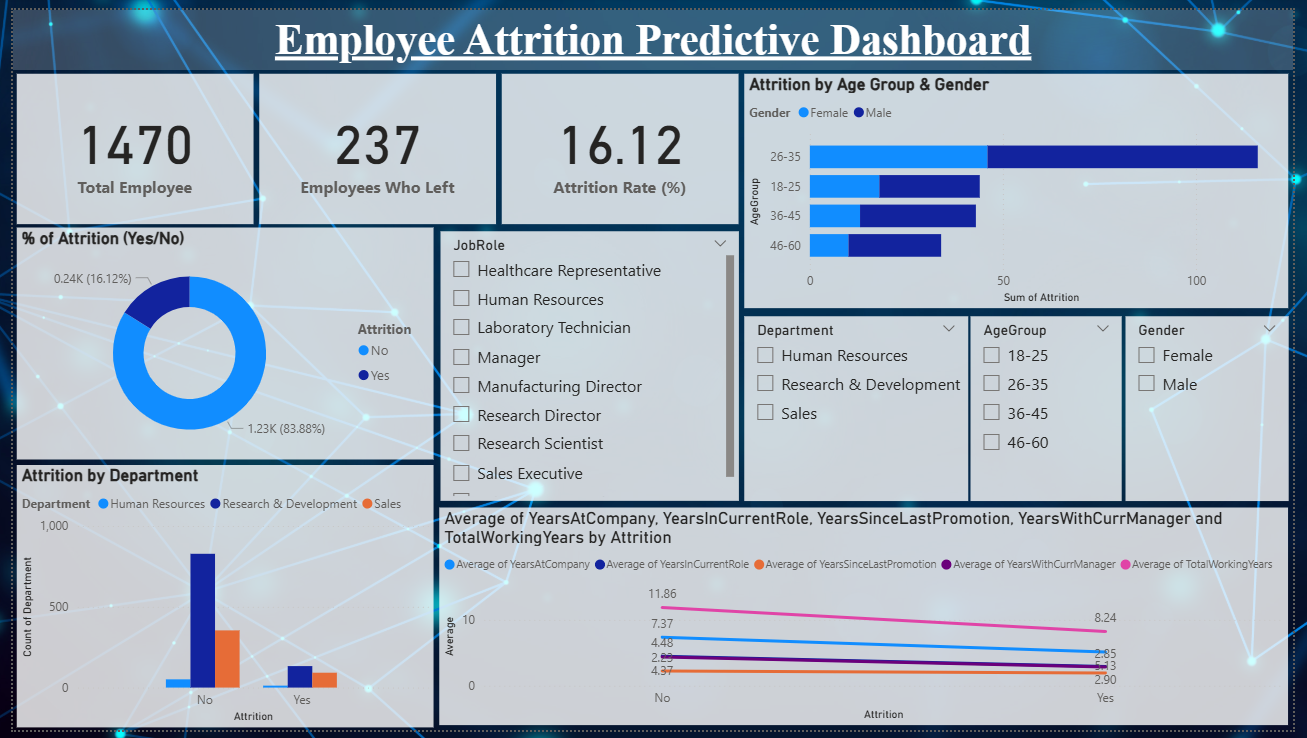 Employee Attrition Predictive Dashboard
1470
Total Employee
237
Employees Who Left
16.12
Attrition Rate (%)
Attrition by Age Group & Gender
Gender Female Male
AgeGroup
26-35
18-25
36-45
46-60
0 50 100
Sum of Attrition
% of Attrition (Yes/No)
0.24K (16.12%)
1.23K (83.88%)
Attrition
No
Yes
JobRole
Healthcare Representative
Human Resources
Laboratory Technician
Manager
Manufacturing Director
Research Director
Research Scientist
Sales Executive
Department
Human Resources
Research & Development
Sales
AgeGroup
18-25
26-35
36-45
46-60
Gender
Female
Male
Attrition by Department
Department Human Resources Research & Development Sales
Count of Department
1,000
500
0
No Yes
Attrition
Average of YearsAtCompany, YearsInCurrentRole, YearsSinceLastPromotion, YearsWithCurrManager and
TotalWorkingYears by Attrition
Average of YearsAtCompany Average of YearsInCurrentRole Average of YearsSinceLastPromotion Average of YearsWithCurrManager Average of TotalWorkingYears
Average
10
0
11.86
7.37
4.48
4.37
8.24
2.85
5.13
2.90
No Yes
Attrition